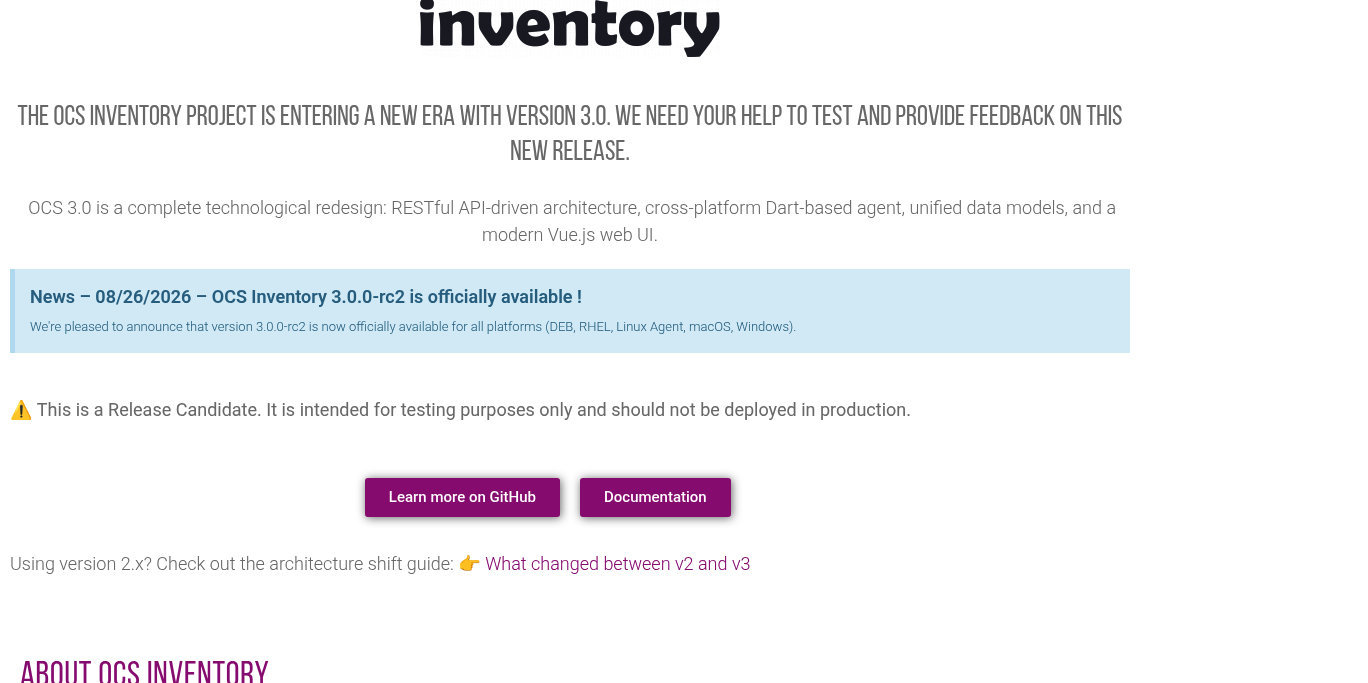 inventory
THE OCS INVENTORY PROJECT IS ENTERING A NEW ERA WITH VERSION 3.0. WE NEED YOUR HELP TO TEST AND PROVIDE FEEDBACK ON THIS
NEW RELEASE.
OCS 3.0 is a complete technological redesign: RESTful API-driven architecture, cross-platform Dart-based agent, unified data models, and a
modern Vue.js web UI.
News – 08/26/2026 – OCS Inventory 3.0.0-rc2 is officially available !
We're pleased to announce that version 3.0.0-rc2 is now officially available for all platforms (DEB, RHEL, Linux Agent, macOS, Windows).
⚠️ This is a Release Candidate. It is intended for testing purposes only and should not be deployed in production.
Learn more on GitHub
Documentation
Using version 2.x? Check out the architecture shift guide: 👉 What changed between v2 and v3
ABOUT OCS INVENTORY